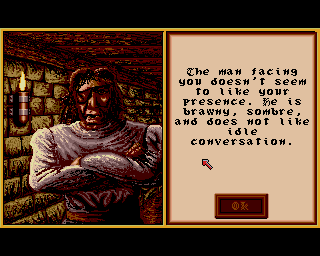 The man facing
you doesn't seem
to like your
presence. He is
brawny, sombre,
and does not like
idle
conversation.
Ok